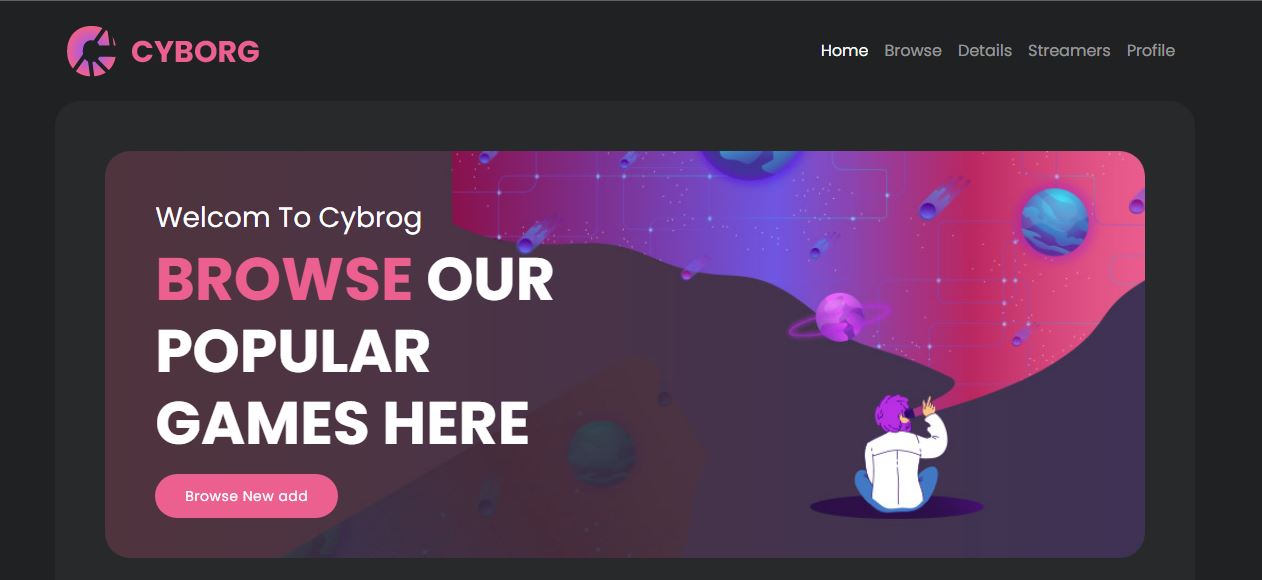 CYBORG
Home Browse Details Streamers Profile
Welcom To Cybrog
BROWSE OUR
POPULAR
GAMES HERE
Browse New add